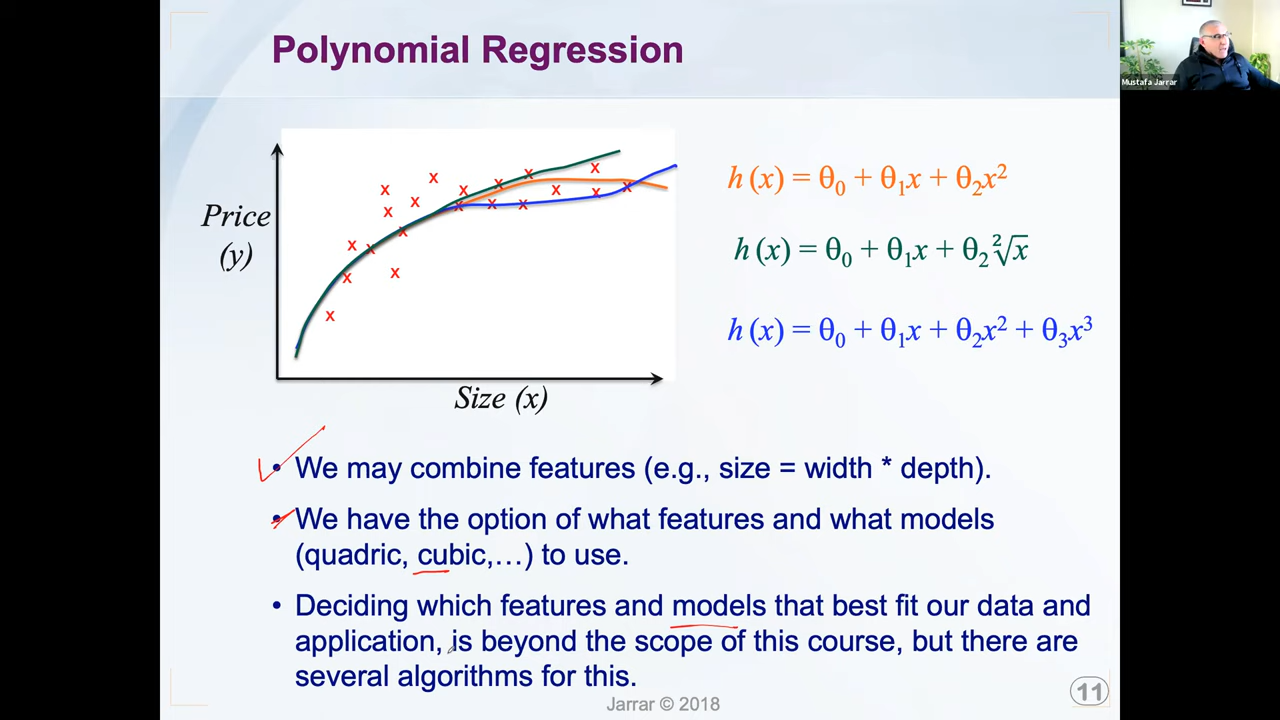 Polynomial Regression
Mustafa Jarrar
Price
(y)
Size (x)
h (x) = θ0 + θ1x + θ2x²
h (x) = θ0 + θ1x + θ2 ²√x
h (x) = θ0 + θ1x + θ2x² + θ3x³
• We may combine features (e.g., size = width * depth).
• We have the option of what features and what models
(quadric, cubic,…) to use.
• Deciding which features and models that best fit our data and
application, is beyond the scope of this course, but there are
several algorithms for this.
Jarrar © 2018
11